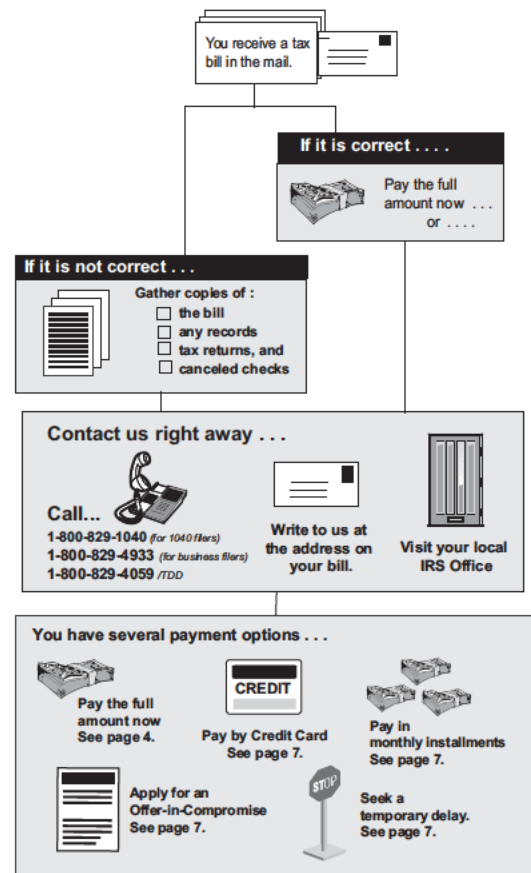 You receive a tax
bill in the mail.
If it is correct . . . .
Pay the full
amount now . . .
or . . . .
If it is not correct . . .
Gather copies of :
the bill
any records
tax returns, and
canceled checks
Contact us right away . . .
Call...
1-800-829-1040 (for 1040 filers)
1-800-829-4933 (for business filers)
1-800-829-4059 /TDD
Write to us at
the address on
your bill.
Visit your local
IRS Office
You have several payment options . . .
Pay the full
amount now
See page 4.
CREDIT
Pay by Credit Card
See page 7.
Pay in
monthly installments
See page 7.
Apply for an
Offer-in-Compromise
See page 7.
STOP
Seek a
temporary delay.
See page 7.